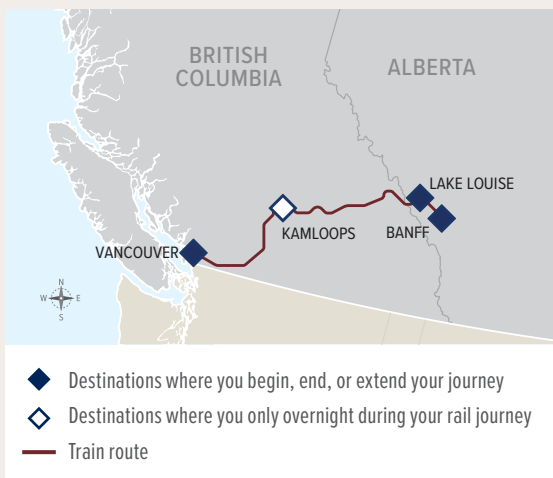 BRITISH
COLUMBIA
ALBERTA
LAKE LOUISE
KAMLOOPS
BANFF
VANCOUVER
N
W
E
S
Destinations where you begin, end, or extend your journey
Destinations where you only overnight during your rail journey
Train route